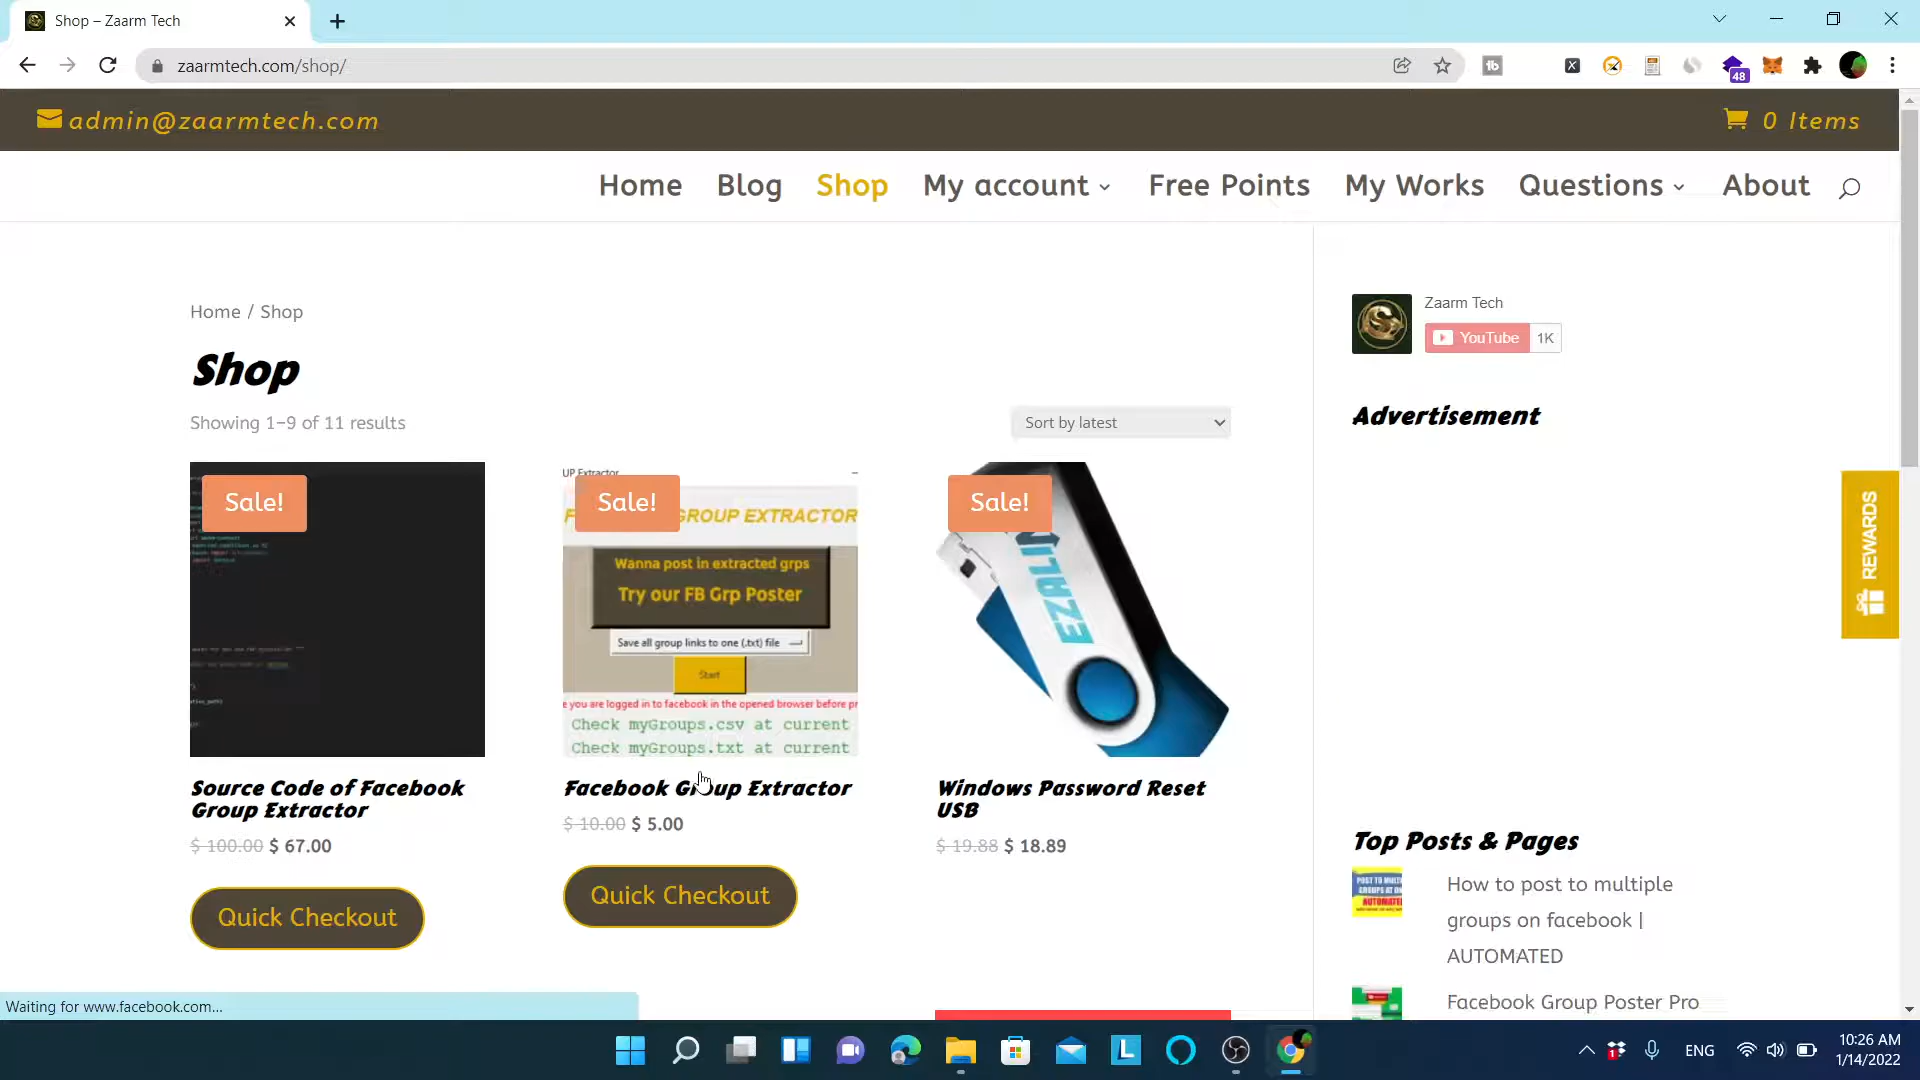 Shop – Zaarm Tech
zaarmtech.com/shop/
48
admin@zaarmtech.com
0 Items
Home
Blog
Shop
My account
Free Points
My Works
Questions
About
Home / Shop
Shop
Showing 1–9 of 11 results
Sort by latest
Sale!
Source Code of Facebook
Group Extractor
$ 100.00 $ 67.00
Quick Checkout
UP Extractor
Sale!
GROUP EXTRACTOR
Wanna post in extracted grps
Try our FB Grp Poster
Save all group links to one (.txt) file
Start
e you are logged in to facebook in the opened browser before pr
Check myGroups.csv at current
Check myGroups.txt at current
Facebook Group Extractor
$ 10.00 $ 5.00
Quick Checkout
Sale!
Windows Password Reset
USB
$ 19.88 $ 18.89
Zaarm Tech
YouTube 1K
Advertisement
REWARDS
Top Posts & Pages
How to post to multiple
groups on facebook |
AUTOMATED
Facebook Group Poster Pro
Waiting for www.facebook.com...
ENG
10:26 AM
1/14/2022